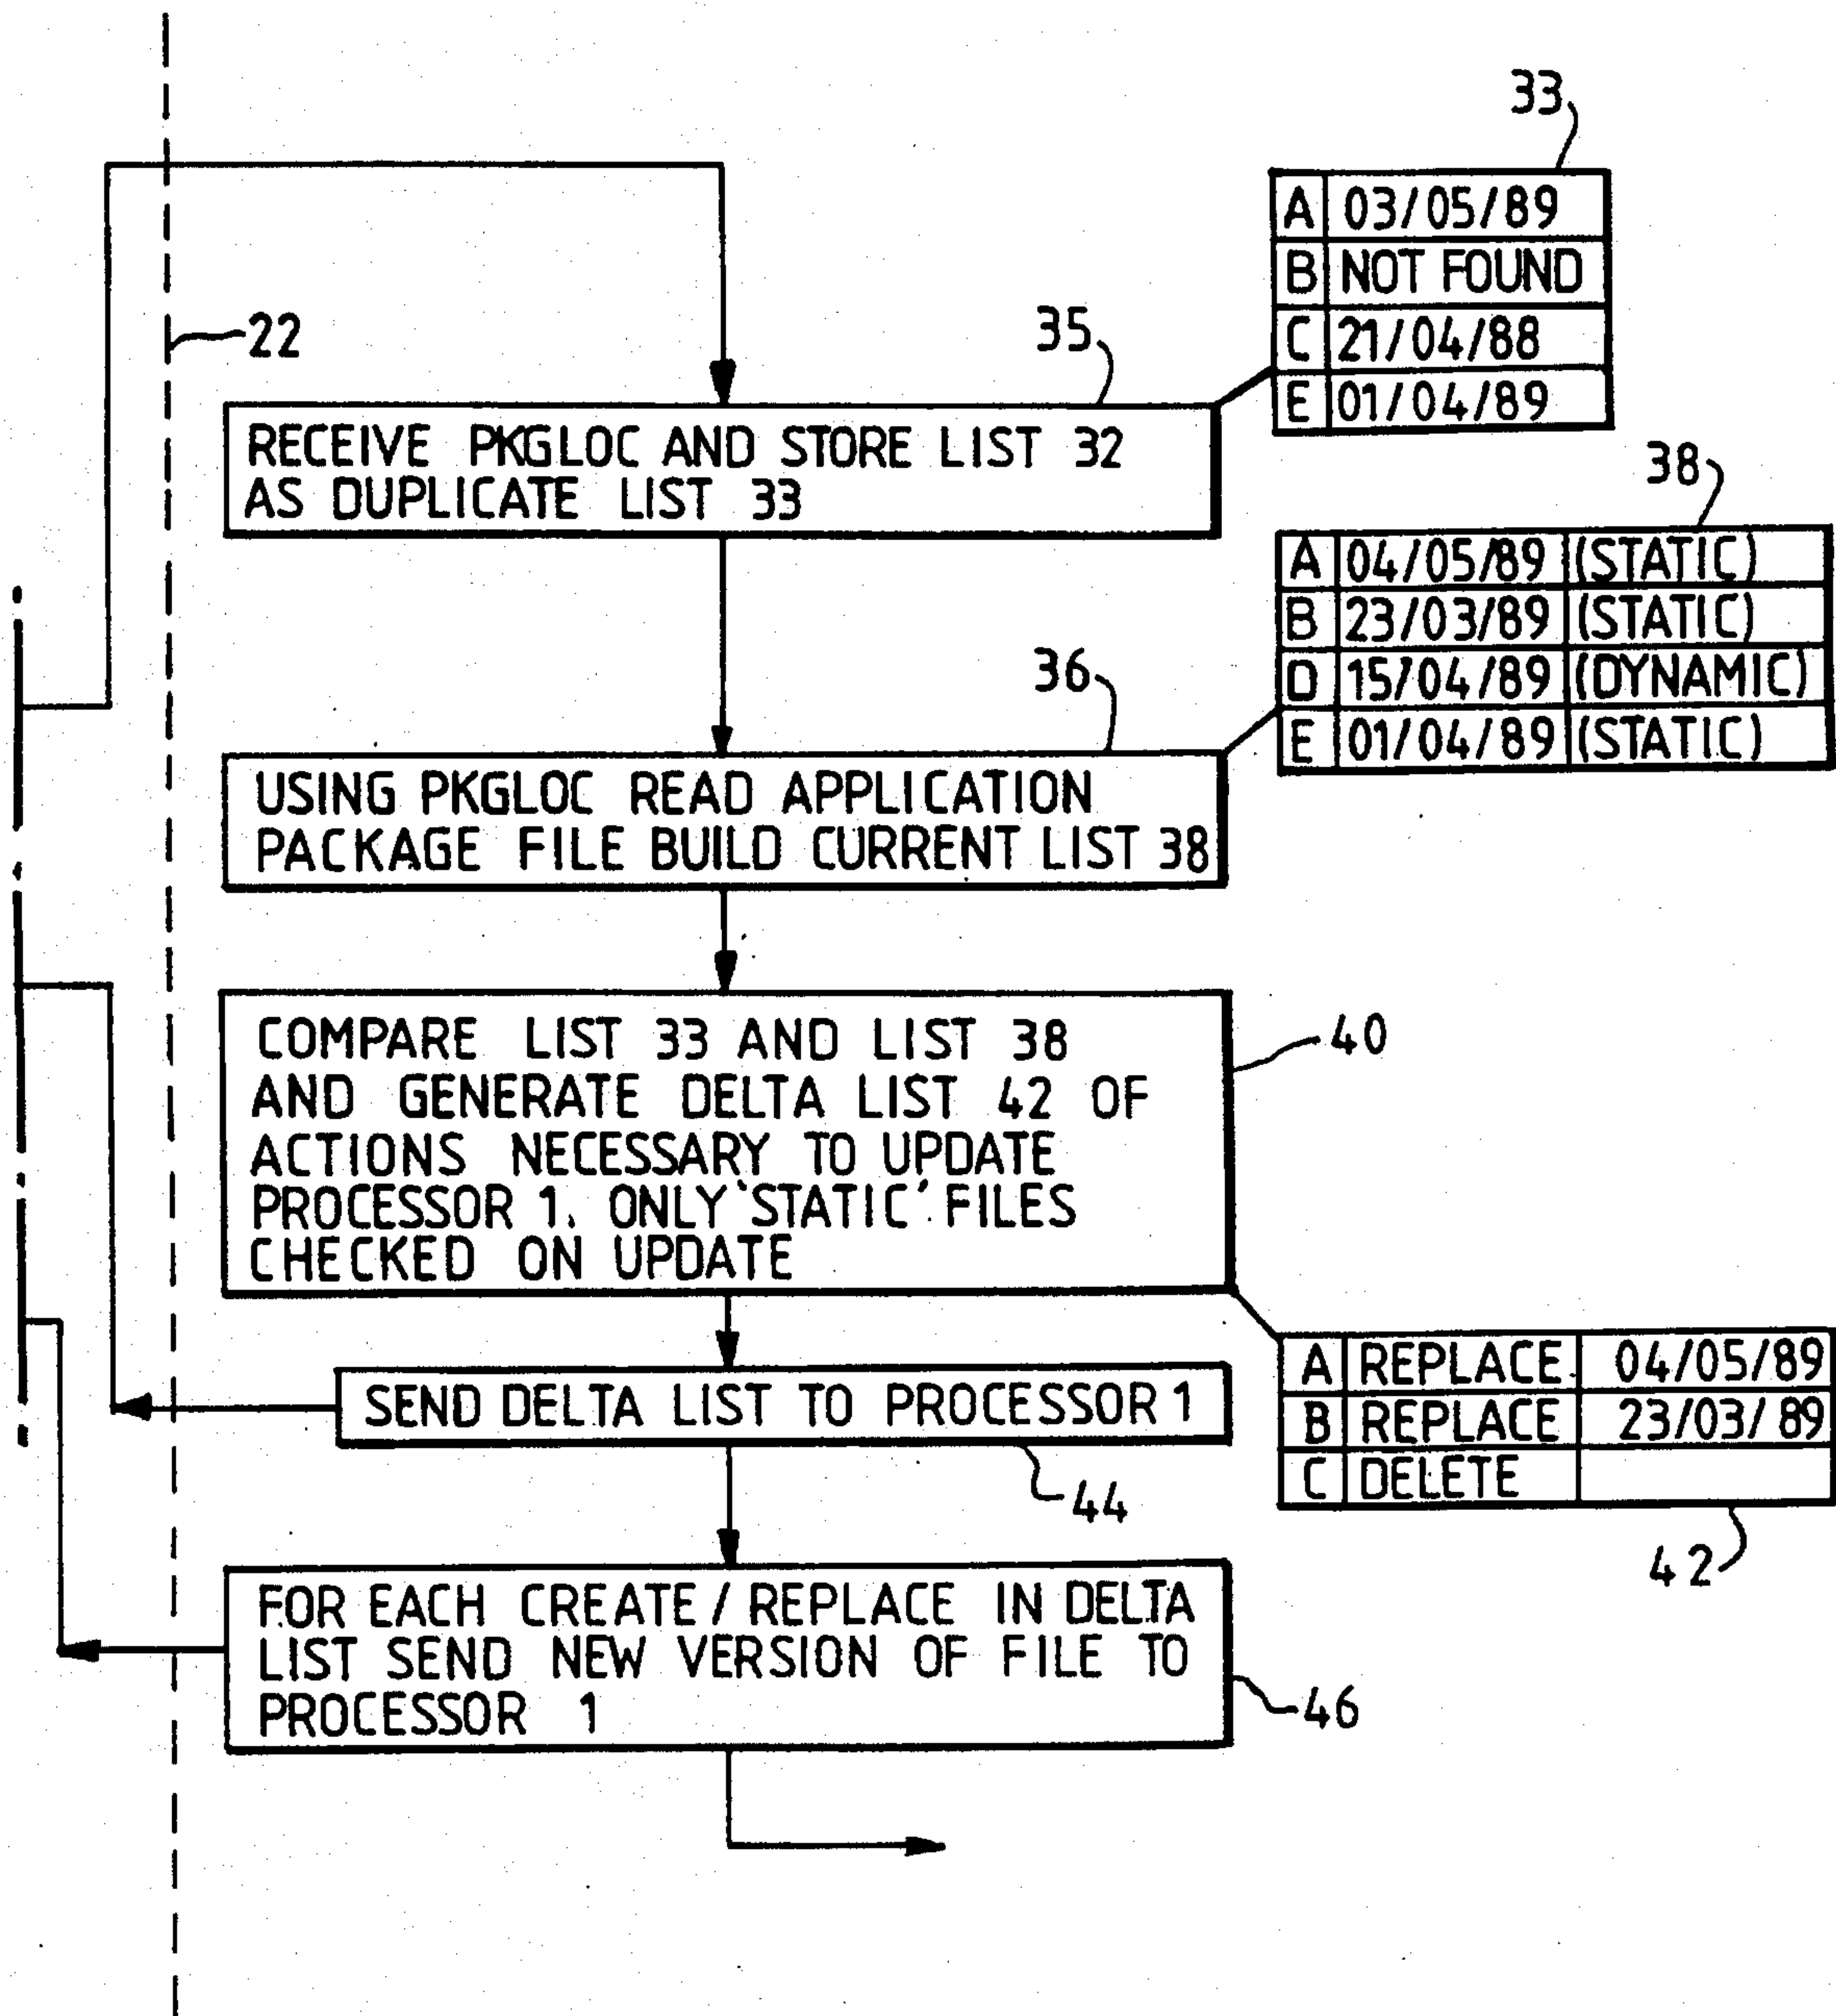 33
A 03/05/89
B NOT FOUND
C 21/04/88
E 01/04/89
22
35
RECEIVE PKGLOC AND STORE LIST 32
AS DUPLICATE LIST 33
38
A 04/05/89 (STATIC)
B 23/03/89 (STATIC)
D 15/04/89 (DYNAMIC)
E 01/04/89 (STATIC)
36
USING PKGLOC READ APPLICATION
PACKAGE FILE BUILD CURRENT LIST 38
40
COMPARE LIST 33 AND LIST 38
AND GENERATE DELTA LIST 42 OF
ACTIONS NECESSARY TO UPDATE
PROCESSOR 1. ONLY 'STATIC' FILES
CHECKED ON UPDATE
A REPLACE 04/05/89
B REPLACE 23/03/89
C DELETE
42
SEND DELTA LIST TO PROCESSOR 1
44
FOR EACH CREATE / REPLACE IN DELTA
LIST SEND NEW VERSION OF FILE TO
PROCESSOR 1
46